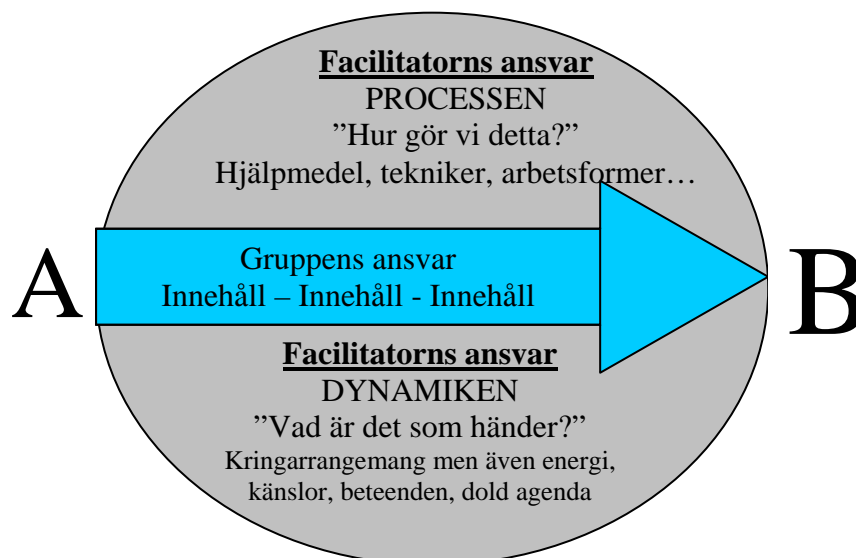 Facilitatorns ansvar
PROCESSEN
”Hur gör vi detta?”
Hjälpmedel, tekniker, arbetsformer…
A
Gruppens ansvar
Innehåll – Innehåll - Innehåll
B
Facilitatorns ansvar
DYNAMIKEN
”Vad är det som händer?”
Kringarrangemang men även energi,
känslor, beteenden, dold agenda